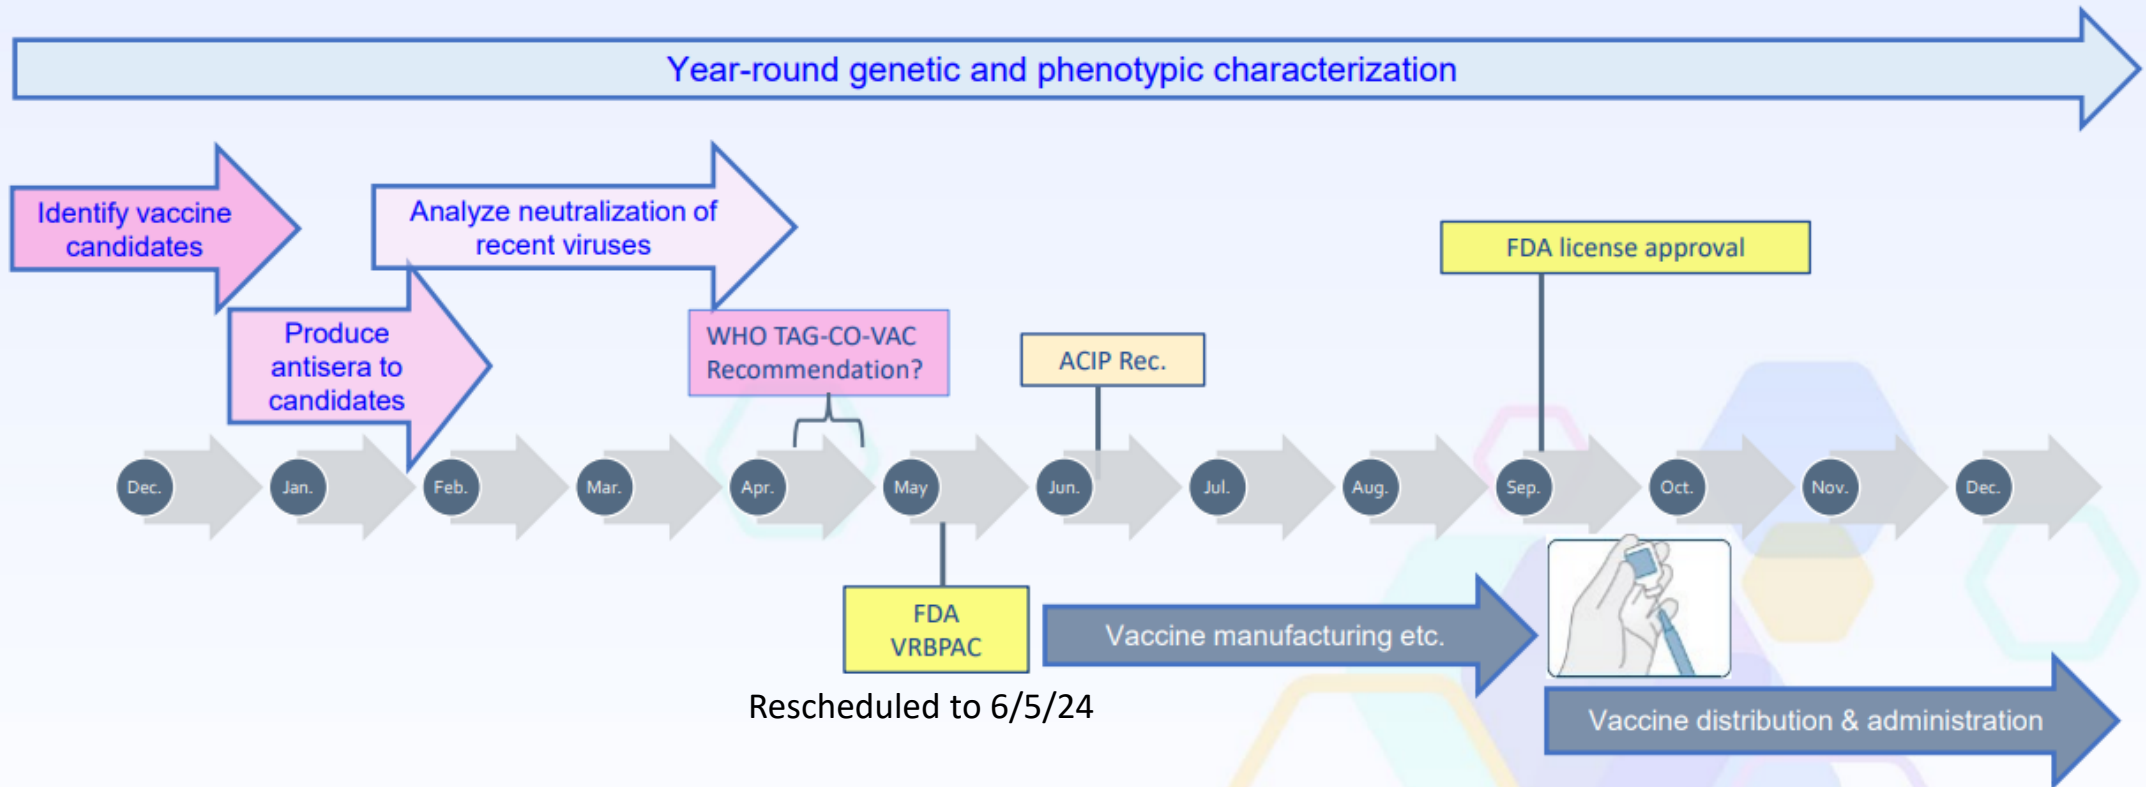 Year-round genetic and phenotypic characterization
Identify vaccine
candidates
Analyze neutralization of
recent viruses
Produce
antisera to
candidates
WHO TAG-CO-VAC
Recommendation?
ACIP Rec.
FDA license approval
Dec.
Jan.
Feb.
Mar.
Apr.
May
Jun.
Jul.
Aug.
Sep.
Oct.
Nov.
Dec.
FDA
VRBPAC
Rescheduled to 6/5/24
Vaccine manufacturing etc.
Vaccine distribution & administration